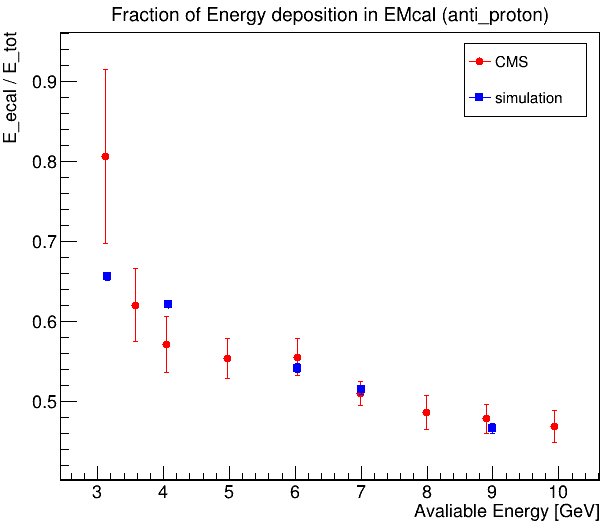 Fraction of Energy deposition in EMcal (anti_proton)
E_ecal / E_tot
CMS
simulation
0.9
0.8
0.7
0.6
0.5
3 4 5 6 7 8 9 10
Avaliable Energy [GeV]